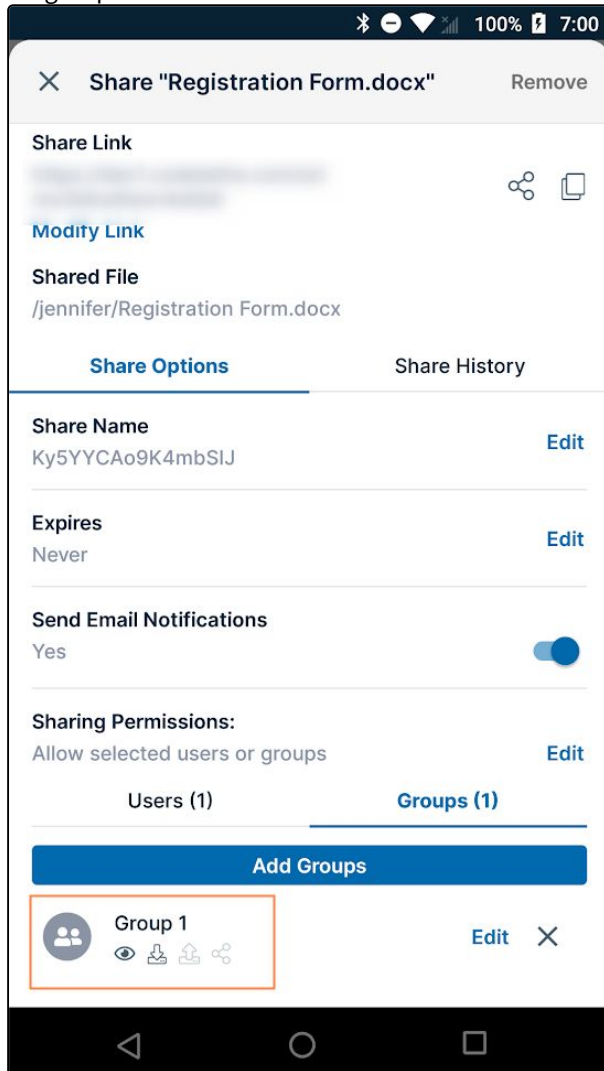 100% 7:00
Share "Registration Form.docx" Remove
Share Link
Modify Link
Shared File
/jennifer/Registration Form.docx
Share Options Share History
Share Name
Ky5YYCAo9K4mbSIJ Edit
Expires
Never Edit
Send Email Notifications
Yes
Sharing Permissions:
Allow selected users or groups Edit
Users (1) Groups (1)
Add Groups
Group 1
Edit